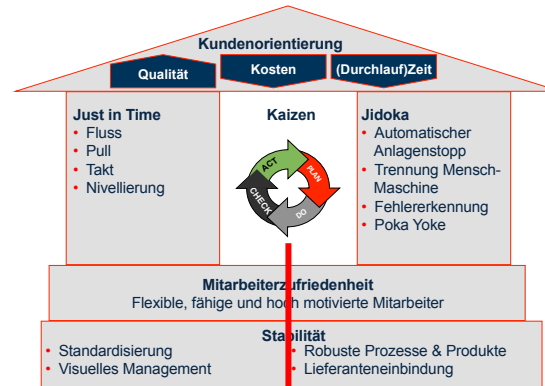 Kundenorientierung
Qualität
Kosten
(Durchlauf)Zeit
Just in Time
• Fluss
• Pull
• Takt
• Nivellierung
Kaizen
ACT
PLAN
DO
CHECK
Jidoka
• Automatischer
Anlagenstopp
• Trennung Mensch-
Maschine
• Fehlererkennung
• Poka Yoke
Mitarbeiterzufriedenheit
Flexible, fähige und hoch motivierte Mitarbeiter
Stabilität
• Standardisierung
• Visuelles Management
• Robuste Prozesse & Produkte
• Lieferanteneinbindung